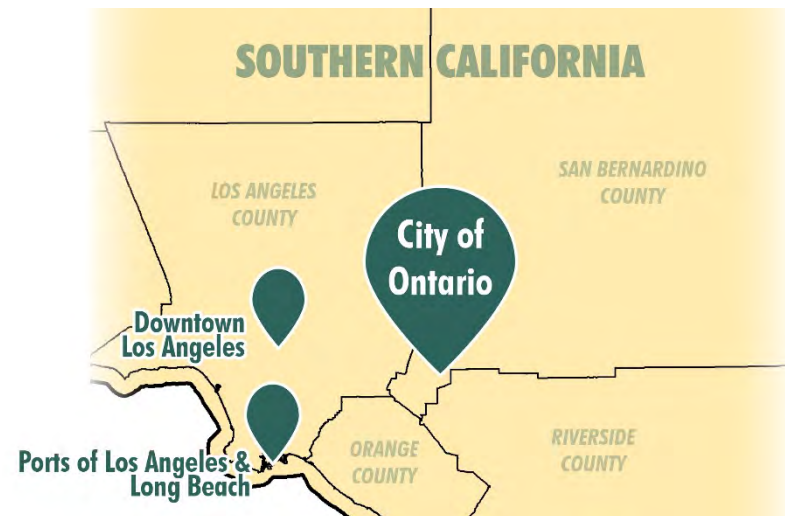 SOUTHERN CALIFORNIA
LOS ANGELES
COUNTY
SAN BERNARDINO
COUNTY
City of
Ontario
Downtown
Los Angeles
Ports of Los Angeles &
Long Beach
ORANGE
COUNTY
RIVERSIDE
COUNTY